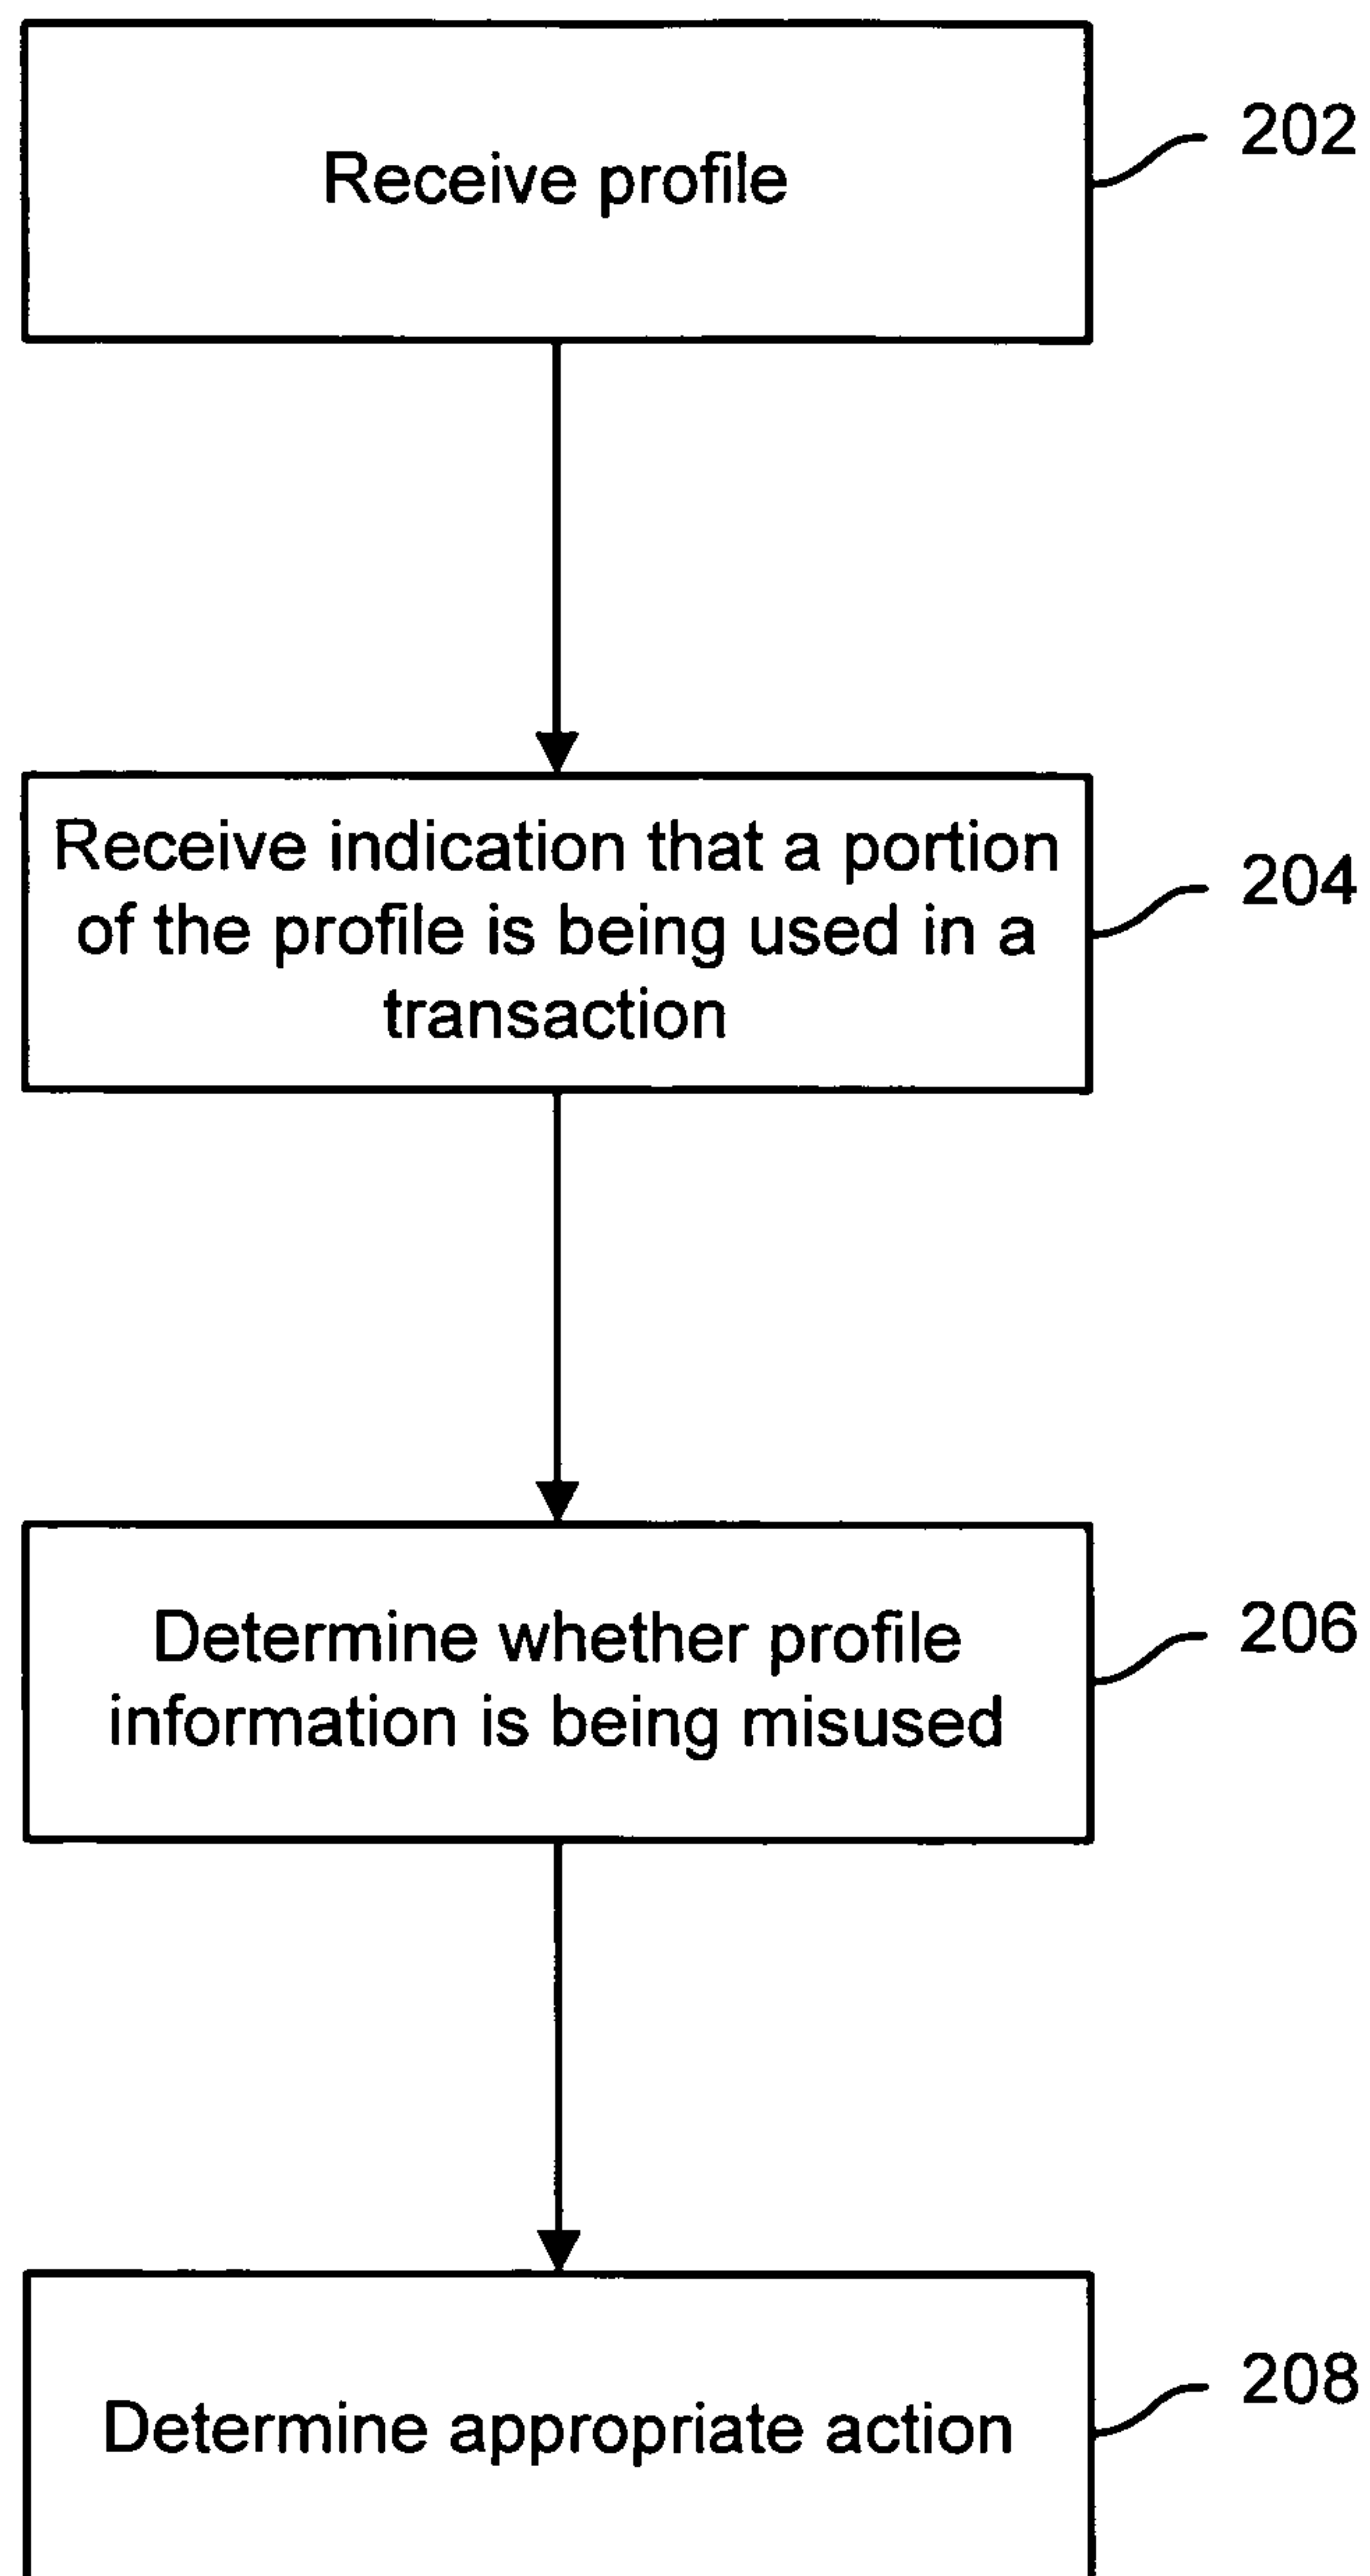 Receive profile
202
Receive indication that a portion
of the profile is being used in a
transaction
204
Determine whether profile
information is being misused
206
Determine appropriate action
208